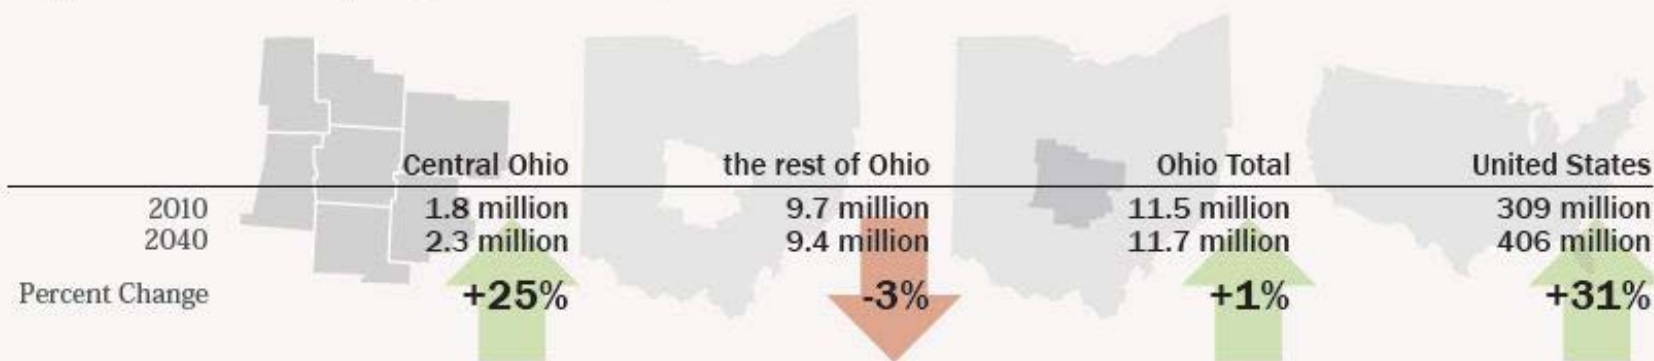 Central Ohio the rest of Ohio Ohio Total United States
2010 1.8 million 9.7 million 11.5 million 309 million
2040 2.3 million 9.4 million 11.7 million 406 million
Percent Change +25% -3% +1% +31%